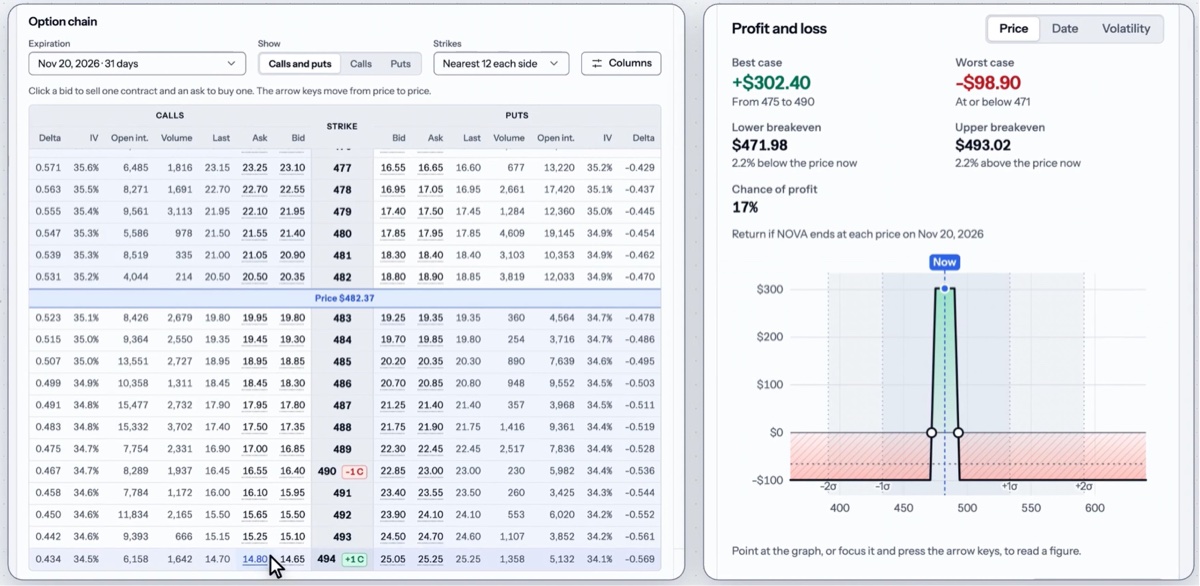 Option chain
Expiration
Show
Strikes
Nov 20, 2026 · 31 days
Calls and puts
Calls
Puts
Nearest 12 each side
Columns
Click a bid to sell one contract and an ask to buy one. The arrow keys move from price to price.
CALLS
STRIKE
PUTS
Delta IV Open int. Volume Last Ask Bid Bid Ask Last Volume Open int. IV Delta
0.571 35.6% 6,485 1,816 23.15 23.25 23.10 477 16.55 16.65 16.60 677 13,220 35.2% -0.429
0.563 35.5% 8,271 1,691 22.70 22.70 22.55 478 16.95 17.05 16.95 2,661 17,420 35.1% -0.437
0.555 35.4% 9,561 3,113 21.95 22.10 21.95 479 17.40 17.50 17.45 1,284 12,360 35.0% -0.445
0.547 35.3% 5,586 978 21.50 21.55 21.40 480 17.85 17.95 17.85 4,609 19,145 34.9% -0.454
0.539 35.3% 8,519 335 21.00 21.05 20.90 481 18.30 18.40 18.40 3,103 10,353 34.9% -0.462
0.531 35.2% 4,044 214 20.50 20.50 20.35 482 18.80 18.90 18.85 3,819 12,033 34.9% -0.470
Price $482.37
0.523 35.1% 8,426 2,679 19.80 19.95 19.80 483 19.25 19.35 19.35 360 4,564 34.7% -0.478
0.515 35.0% 9,364 2,550 19.35 19.45 19.30 484 19.70 19.85 19.80 254 3,716 34.7% -0.486
0.507 35.0% 13,551 2,727 18.95 18.95 18.85 485 20.20 20.35 20.30 890 7,639 34.6% -0.495
0.499 34.9% 10,358 1,311 18.45 18.45 18.30 486 20.70 20.85 20.80 948 9,552 34.5% -0.503
0.491 34.8% 15,477 2,732 17.90 17.95 17.80 487 21.25 21.40 21.40 357 3,968 34.5% -0.511
0.483 34.8% 15,332 3,702 17.40 17.50 17.35 488 21.75 21.90 21.75 1,416 9,361 34.4% -0.519
0.475 34.7% 7,754 2,331 16.90 17.00 16.85 489 22.30 22.45 22.45 2,517 7,836 34.4% -0.528
0.467 34.7% 8,289 1,937 16.45 16.55 16.40 490 -1 C 22.85 23.00 23.00 230 5,982 34.4% -0.536
0.458 34.6% 7,784 1,172 16.00 16.10 15.95 491 23.40 23.55 23.50 260 3,425 34.3% -0.544
0.450 34.6% 11,834 2,165 15.50 15.65 15.50 492 23.90 24.10 24.10 553 6,020 34.2% -0.552
0.442 34.6% 9,393 666 15.15 15.25 15.10 493 24.50 24.70 24.60 1,107 3,852 34.2% -0.561
0.434 34.5% 6,158 1,642 14.70 14.80 14.65 494 +1 C 25.05 25.25 25.25 1,358 5,132 34.1% -0.569
Profit and loss
Price
Date
Volatility
Best case
+$302.40
From 475 to 490
Worst case
-$98.90
At or below 471
Lower breakeven
$471.98
2.2% below the price now
Upper breakeven
$493.02
2.2% above the price now
Chance of profit
17%
Return if NOVA ends at each price on Nov 20, 2026
Now
$300
$200
$100
$0
-$100
-2σ -1σ +1σ +2σ
400 450 500 550 600
Point at the graph, or focus it and press the arrow keys, to read a figure.